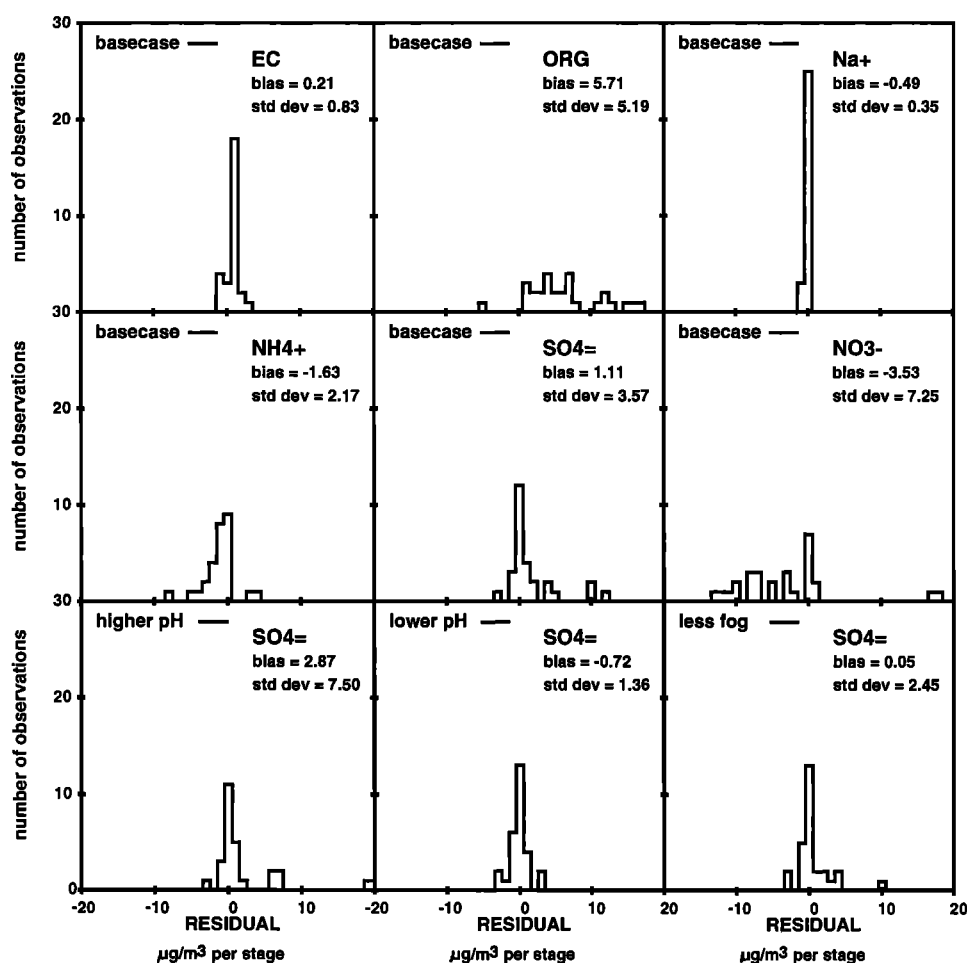 30
20
10
30
20
10
30
20
10
0
number of observations
number of observations
number of observations
basecase
EC
bias = 0.21
std dev = 0.83
basecase
ORG
bias = 5.71
std dev = 5.19
basecase
Na+
bias = -0.49
std dev = 0.35
basecase
NH4+
bias = -1.63
std dev = 2.17
basecase
SO4=
bias = 1.11
std dev = 3.57
basecase
NO3-
bias = -3.53
std dev = 7.25
higher pH
SO4=
bias = 2.87
std dev = 7.50
lower pH
SO4=
bias = -0.72
std dev = 1.36
less fog
SO4=
bias = 0.05
std dev = 2.45
-20 -10 0 10 -20 -10 0 10 20 -10 0 10 20
RESIDUAL RESIDUAL RESIDUAL
µg/m3 per stage µg/m3 per stage µg/m3 per stage